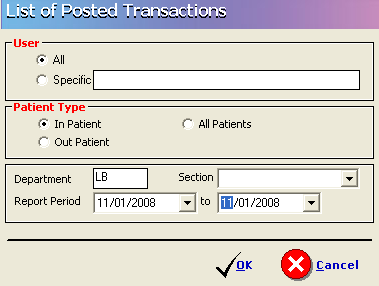 List of Posted Transactions
User
All
Specific
Patient Type
In Patient All Patients
Out Patient
Department LB Section
Report Period 11/01/2008 to 11/01/2008
OK Cancel